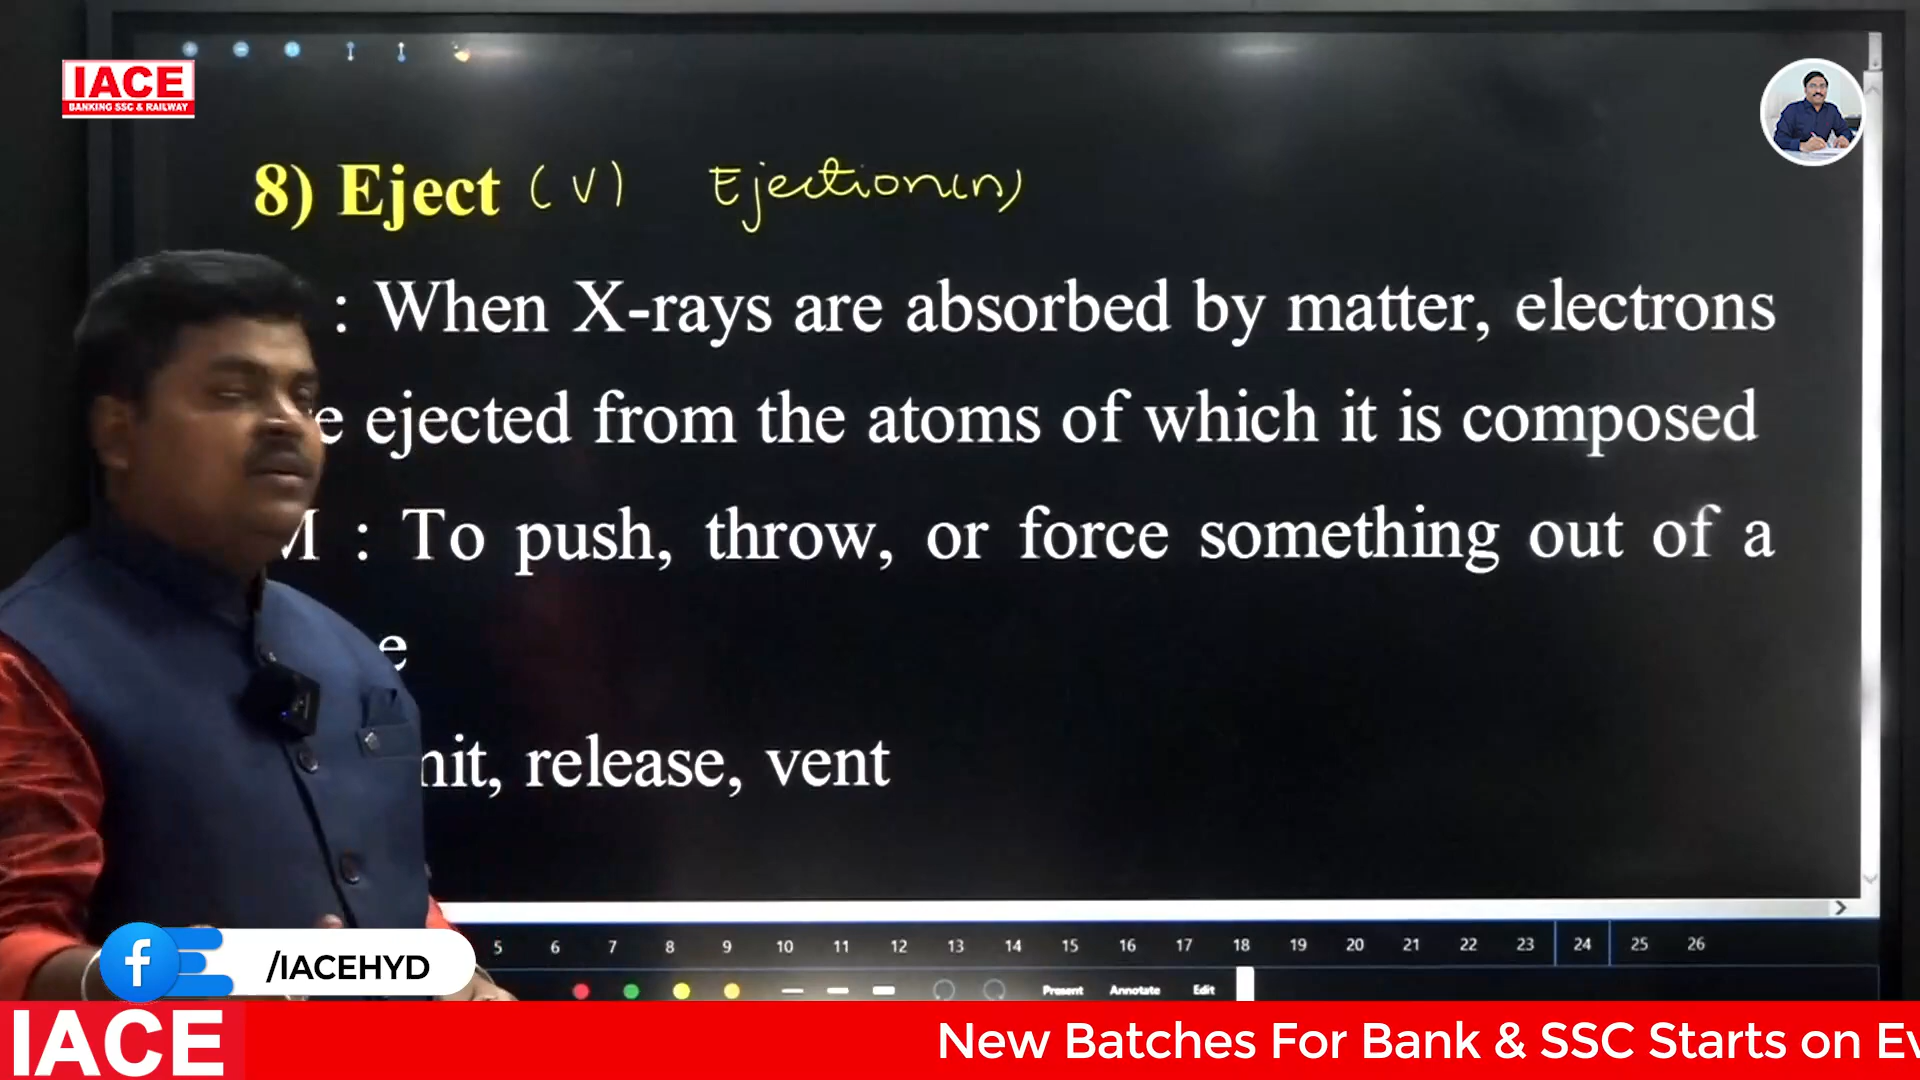 IACE
BANKING SSC & RAILWAY
8) Eject (v) Ejection(n)
: When X-rays are absorbed by matter, electrons
ejected from the atoms of which it is composed
M : To push, throw, or force something out of a
release, vent
5 6 7 8 9 10 11 12 13 14 15 16 17 18 19 20 21 22 23 24 25 26
Present Annotate Edit
f /IACEHYD
IACE New Batches For Bank & SSC Starts on